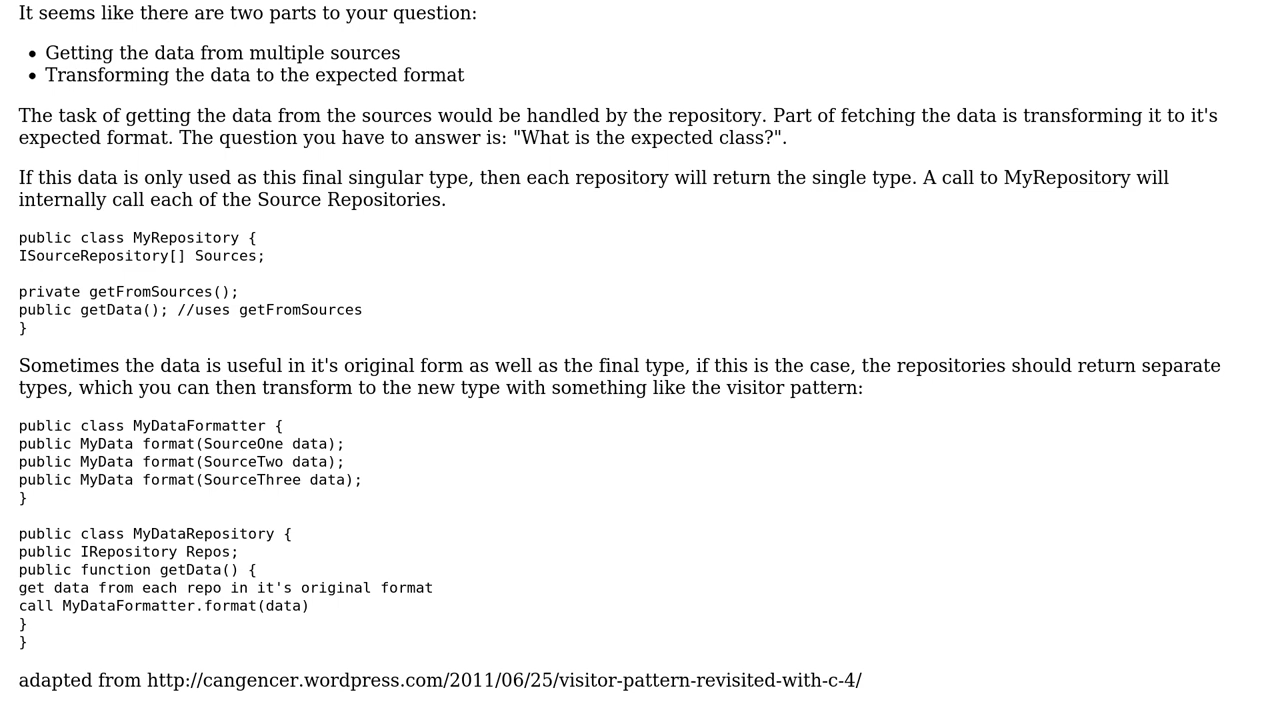 It seems like there are two parts to your question:
• Getting the data from multiple sources
• Transforming the data to the expected format
The task of getting the data from the sources would be handled by the repository. Part of fetching the data is transforming it to it's
expected format. The question you have to answer is: "What is the expected class?".
If this data is only used as this final singular type, then each repository will return the single type. A call to MyRepository will
internally call each of the Source Repositories.
public class MyRepository {
ISourceRepository[] Sources;
private getFromSources();
public getData(); //uses getFromSources
}
Sometimes the data is useful in it's original form as well as the final type, if this is the case, the repositories should return separate
types, which you can then transform to the new type with something like the visitor pattern:
public class MyDataFormatter {
public MyData format(SourceOne data);
public MyData format(SourceTwo data);
public MyData format(SourceThree data);
}
public class MyDataRepository {
public IRepository Repos;
public function getData() {
get data from each repo in it's original format
call MyDataFormatter.format(data)
}
}
adapted from http://cangencer.wordpress.com/2011/06/25/visitor-pattern-revisited-with-c-4/